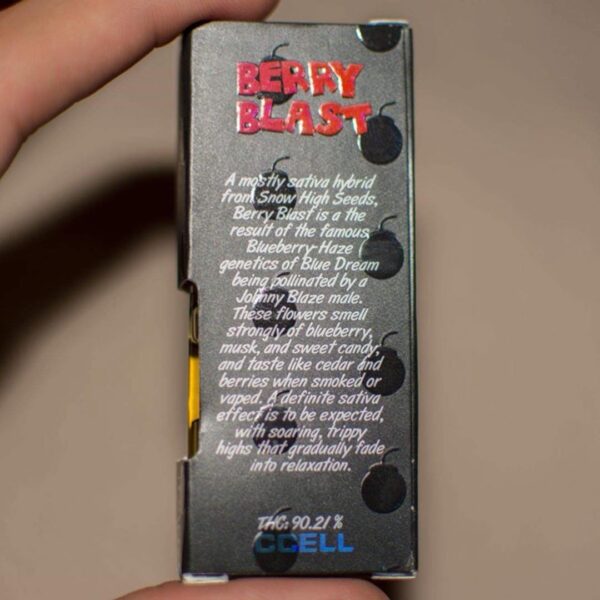 BERRY
BLAST
A mostly sativa hybrid
from Snow High Seeds,
Berry Blast is a the
result of the famous
Blueberry-Haze
genetics of Blue Dream
being pollinated by a
Johnny Blaze male.
These flowers smell
strongly of blueberry,
musk, and sweet candy,
and taste like cedar and
berries when smoked or
vaped. A definite sativa
effect is to be expected,
with soaring, trippy
highs that gradually fade
into relaxation.
THC: 90.21 %
CCELL